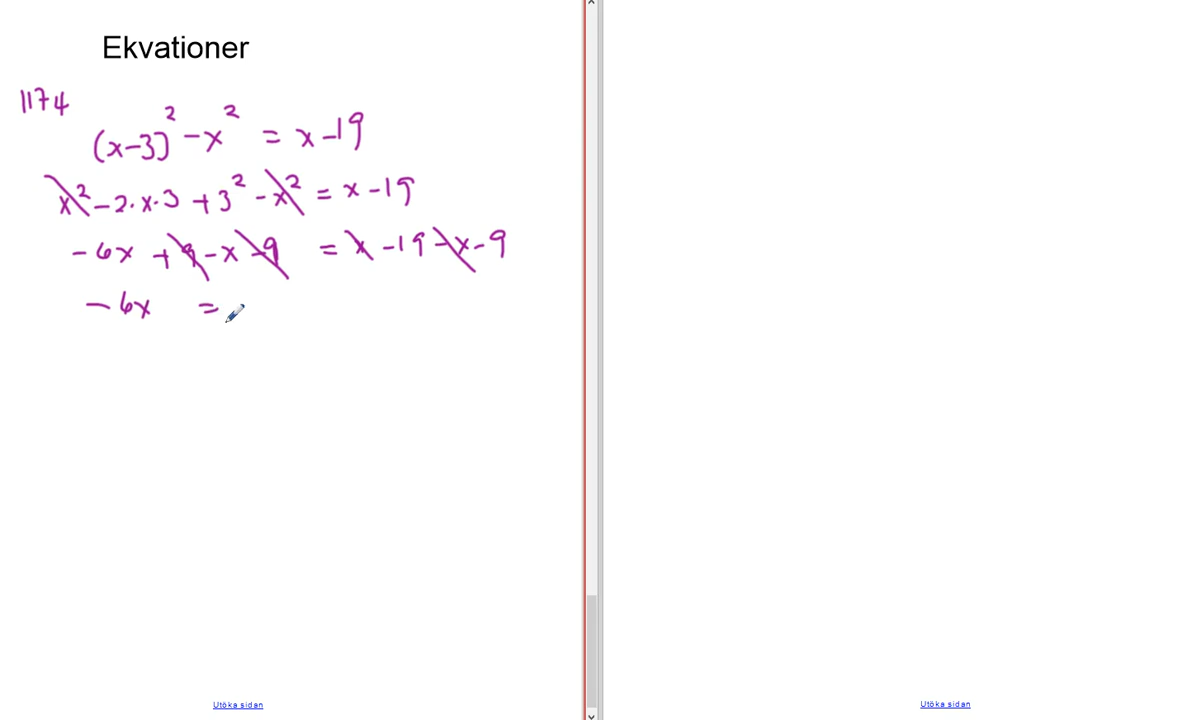 Ekvationer
1174
(x-3)² - x² = x - 19
x² - 2·x·3 + 3² - x² = x - 19
- 6x + 9 - x - 9 = x - 19 - x - 9
- 6x =
Utöka sidan
Utöka sidan